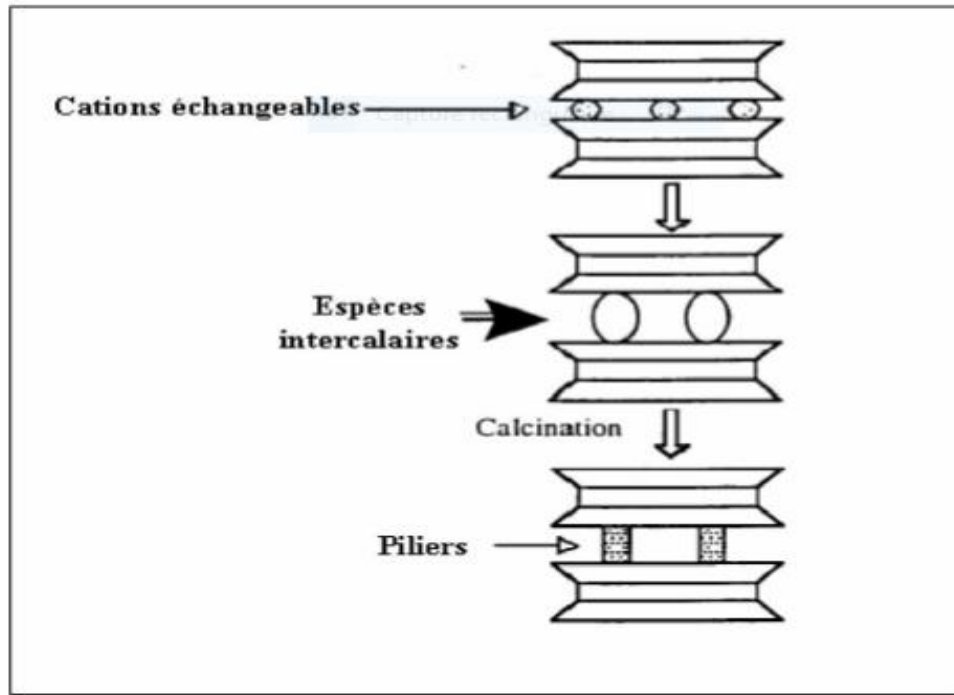 Cations échangeables
Espèces
intercalaires
Calcination
Piliers